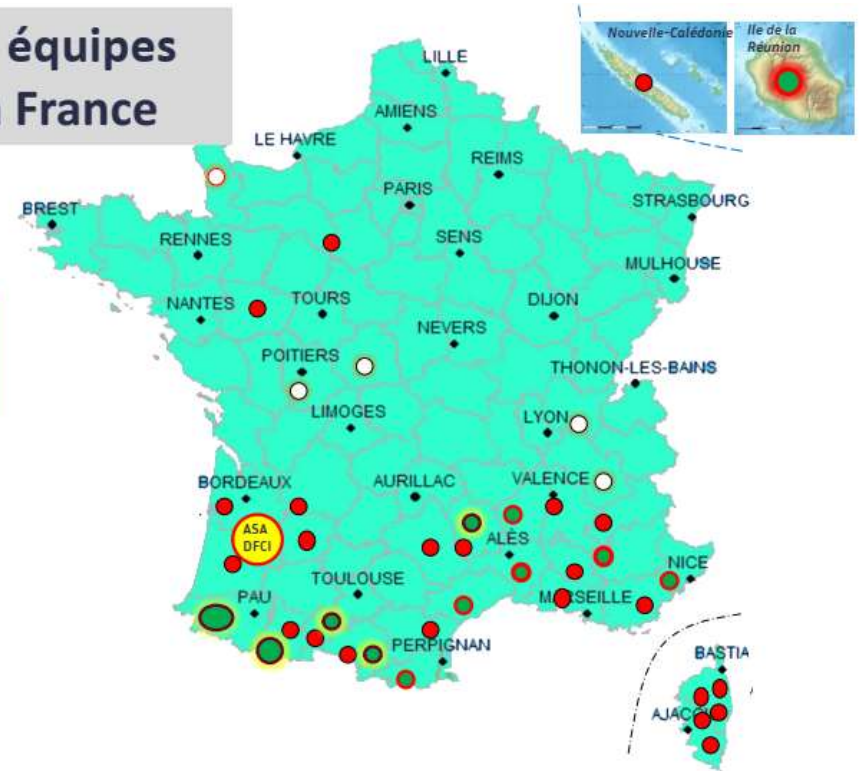 équipes
France
Nouvelle-Calédonie
Ile de la
Réunion
LILLE
AMIENS
LE HAVRE
REIMS
PARIS
BREST
STRASBOURG
RENNES
SENS
MULHOUSE
NANTES
TOURS
DIJON
NEVERS
POITIERS
THONON-LES-BAINS
LIMOGES
LYON
BORDEAUX
AURILLAC
VALENCE
ASA
DFCI
ALÈS
TOULOUSE
NICE
PAU
MARSEILLE
PERPIGNAN
BASTIA
AJACCIO